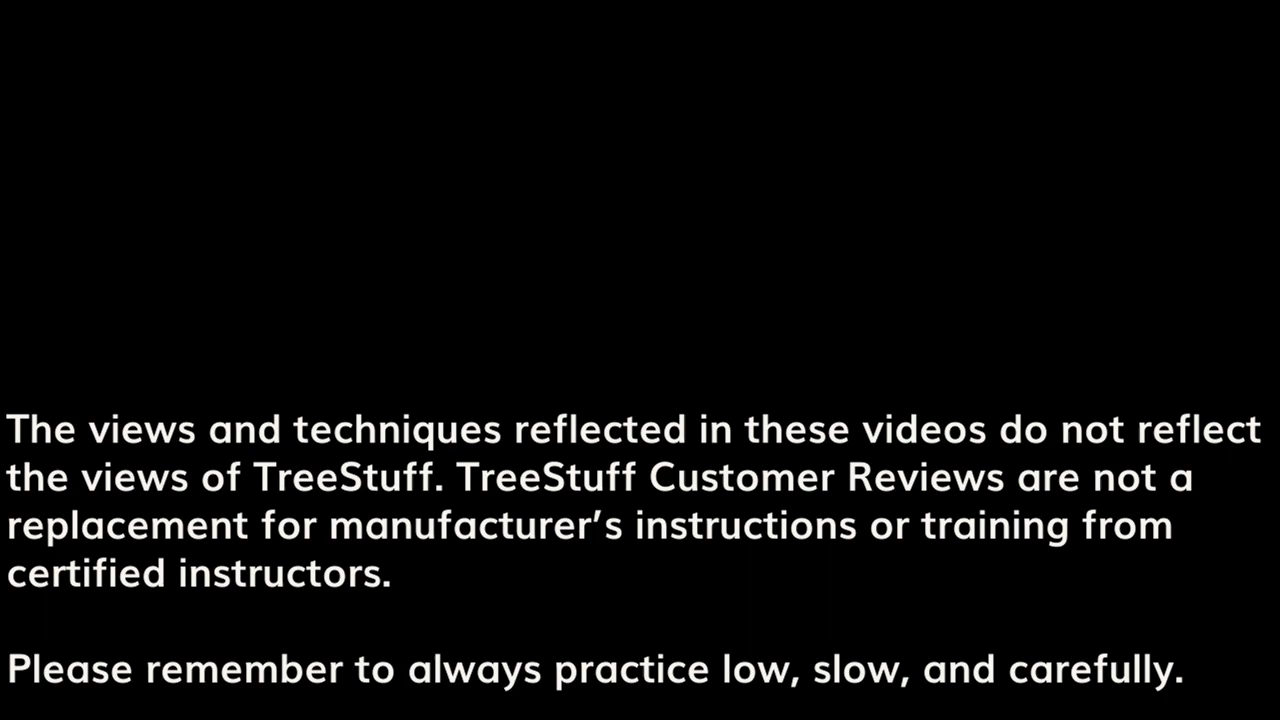 The views and techniques reflected in these videos do not reflect
the views of TreeStuff. TreeStuff Customer Reviews are not a
replacement for manufacturer’s instructions or training from
certified instructors.
Please remember to always practice low, slow, and carefully.